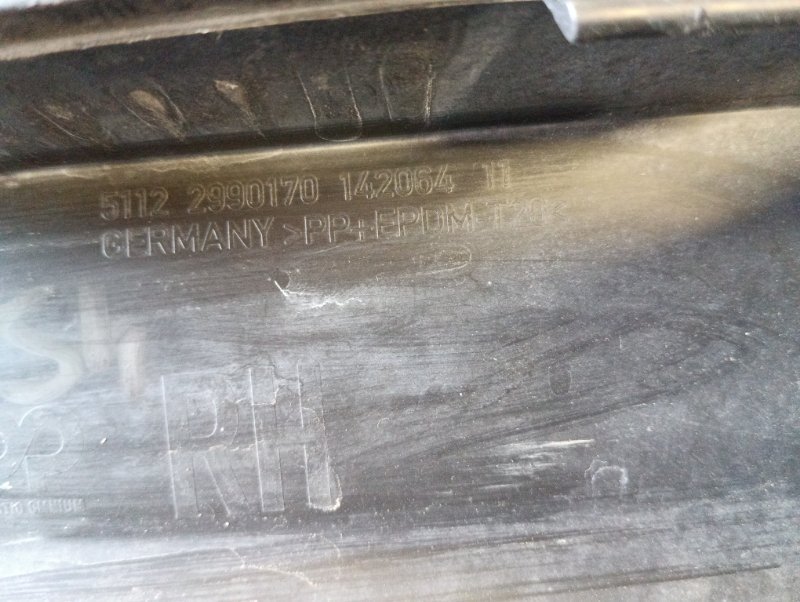 5112 2990170 142064 11
GERMANY >PP+EPDM-T20<
RH